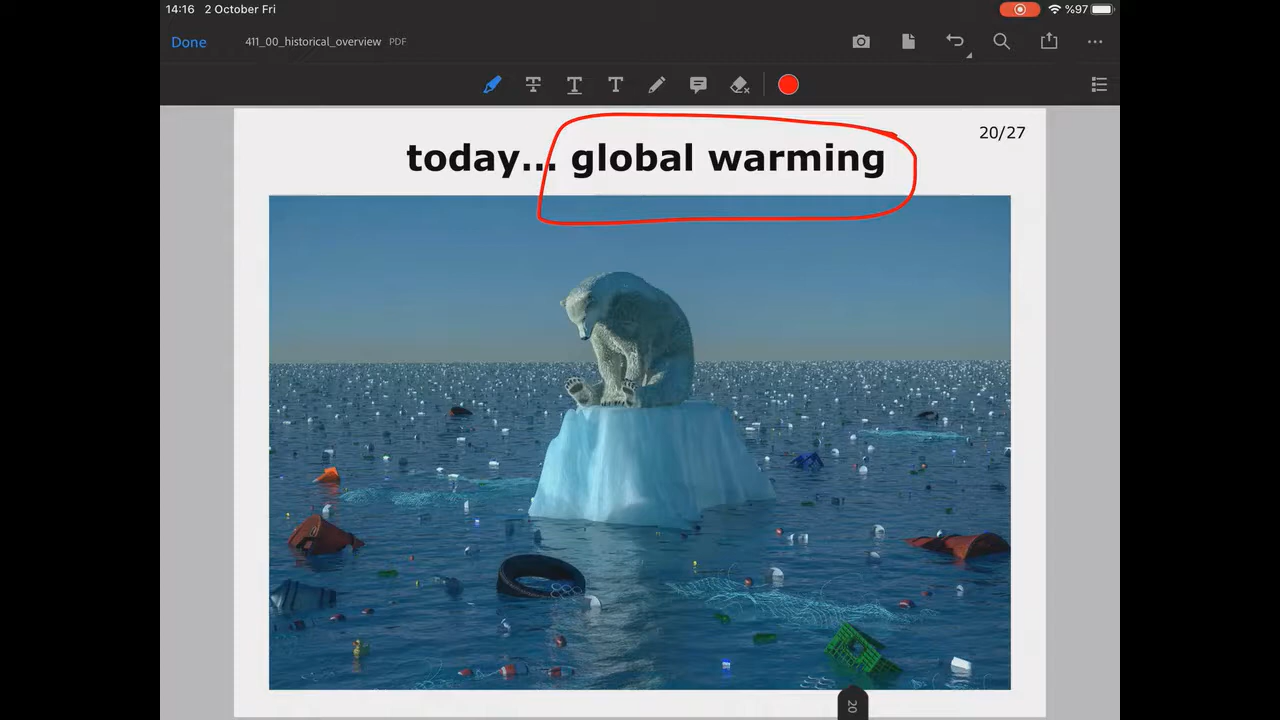 14:16 2 October Fri %97
Done 411_00_historical_overview PDF
20/27
today... global warming
20